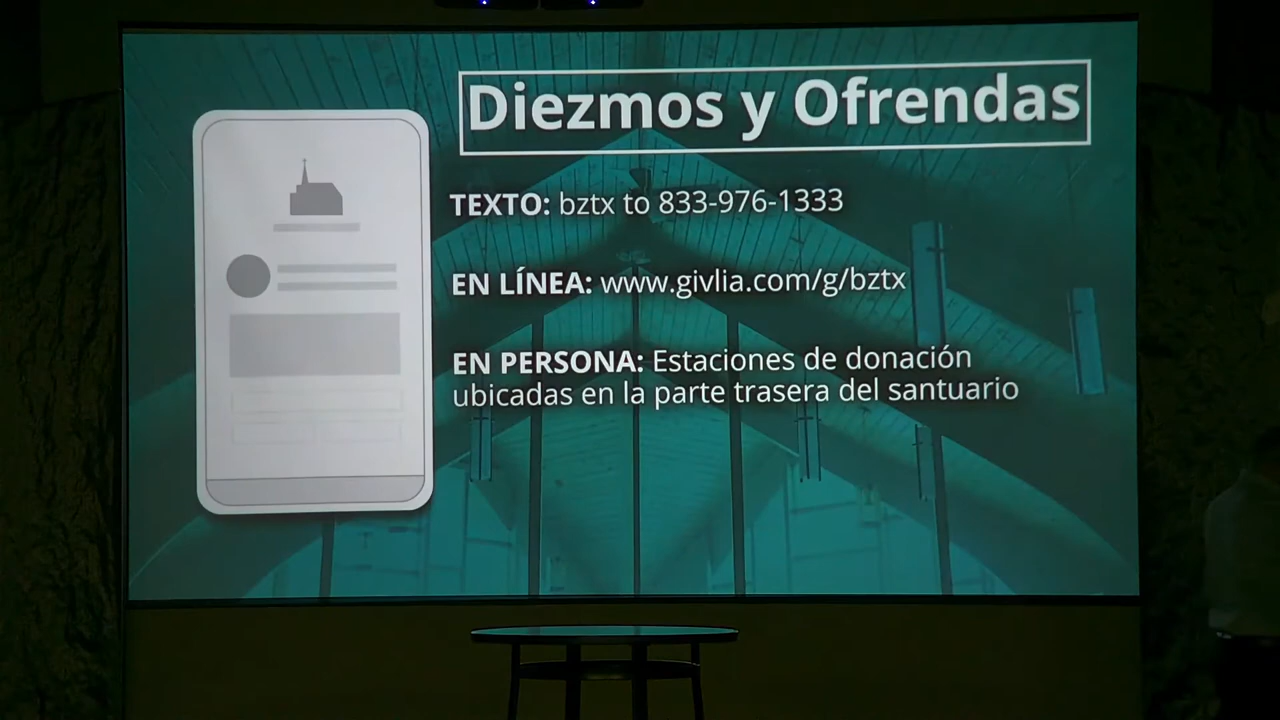 Diezmos y Ofrendas
TEXTO: bztx to 833-976-1333
EN LÍNEA: www.givlia.com/g/bztx
EN PERSONA: Estaciones de donación
ubicadas en la parte trasera del santuario